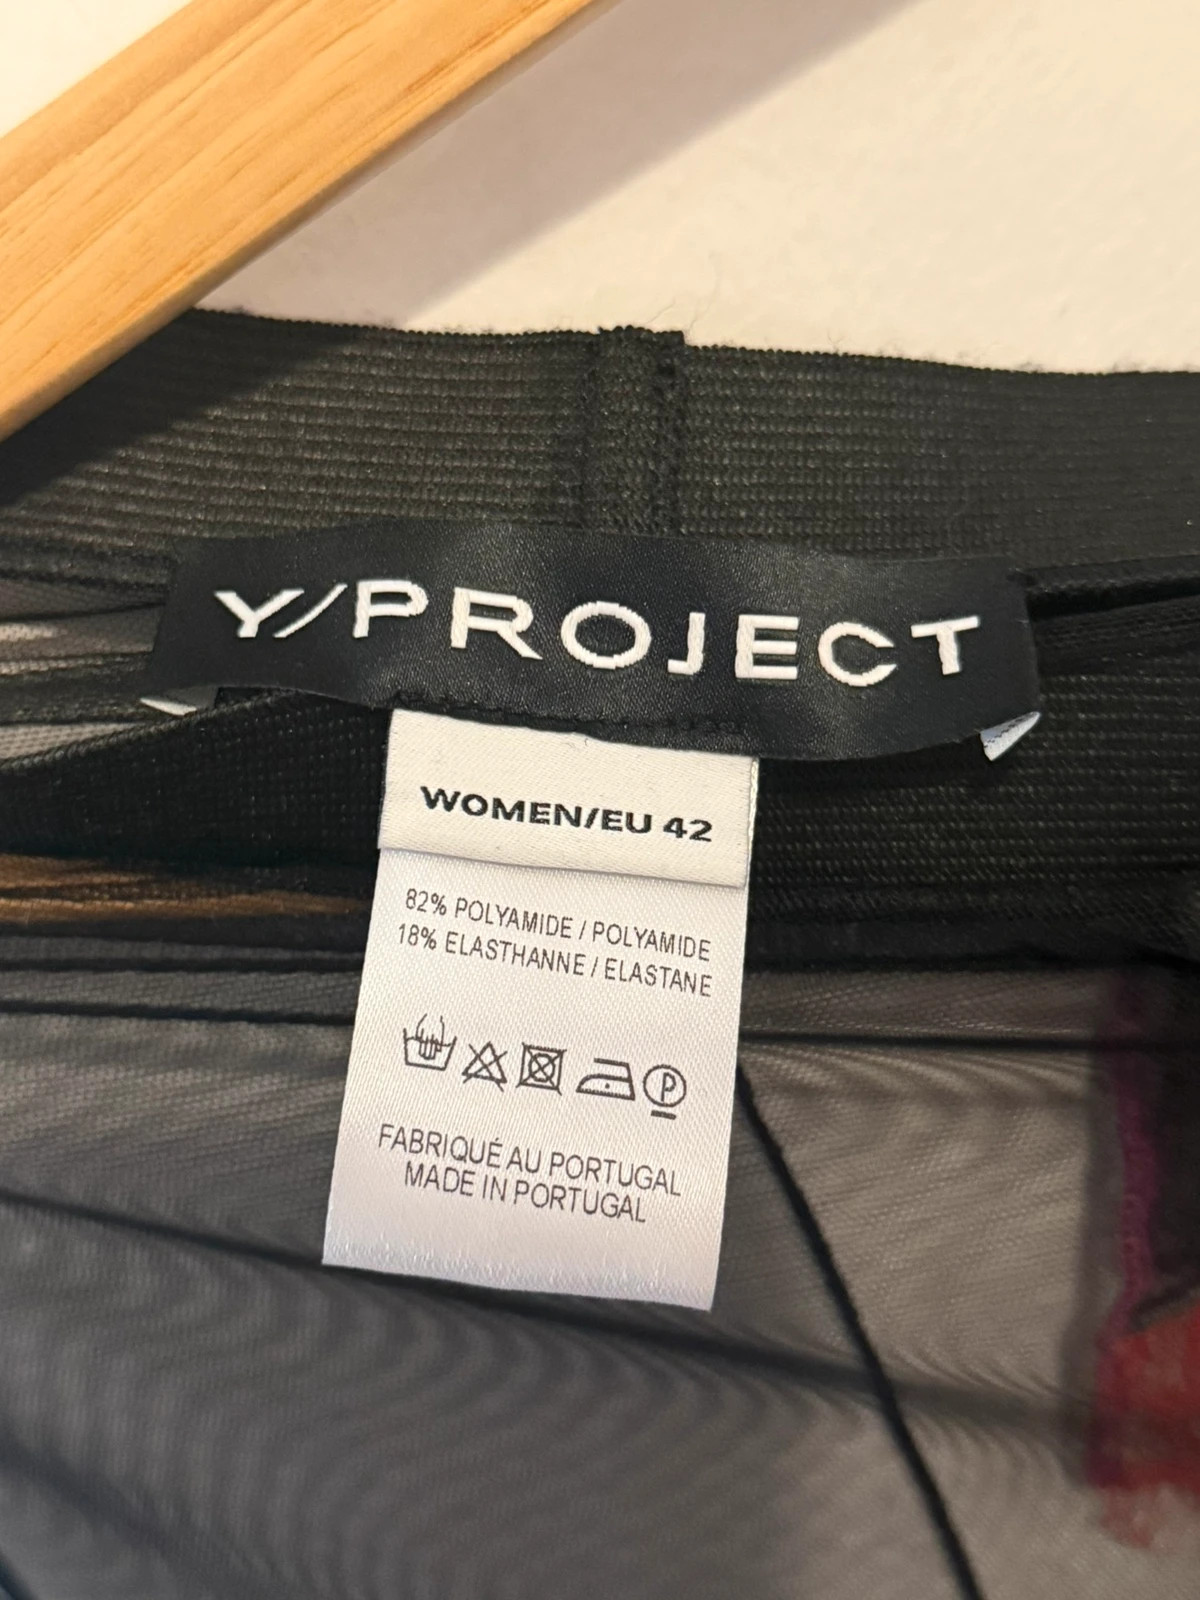 Y/PROJECT
WOMEN/EU 42
82% POLYAMIDE / POLYAMIDE
18% ELASTHANNE / ELASTANE
P
FABRIQUÉ AU PORTUGAL
MADE IN PORTUGAL